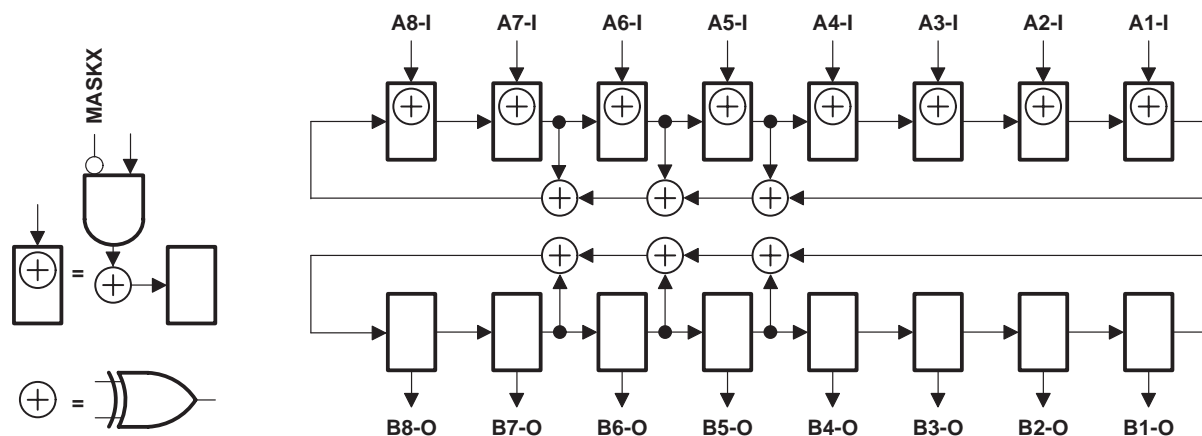 A8-I A7-I A6-I A5-I A4-I A3-I A2-I A1-I
MASKX
=
=
B8-O B7-O B6-O B5-O B4-O B3-O B2-O B1-O